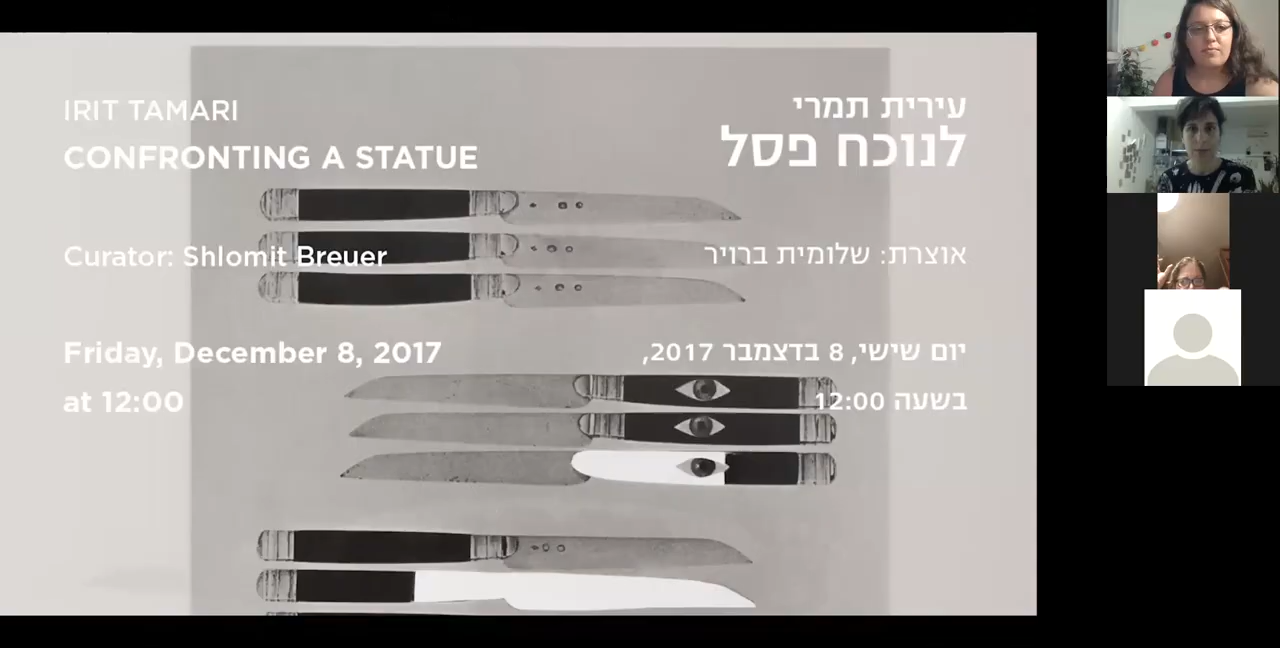 IRIT TAMARI
CONFRONTING A STATUE
Curator: Shlomit Breuer
Friday, December 8, 2017
at 12:00
עירית תמרי
לנוכח פסל
אוצרת: שלומית ברויר
יום שישי, 8 בדצמבר 2017,
בשעה 12:00